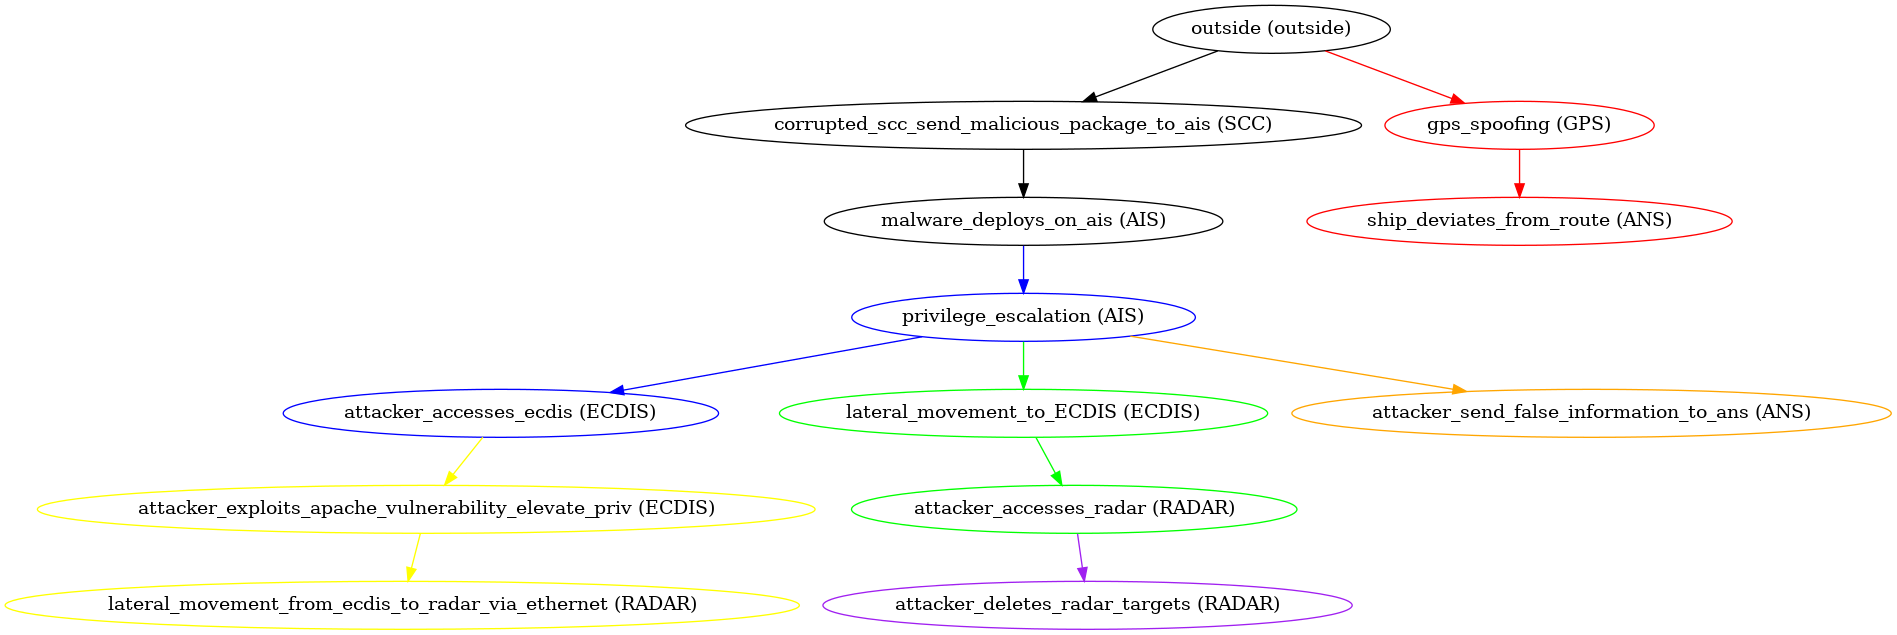 outside (outside)
corrupted_scc_send_malicious_package_to_ais (SCC)
gps_spoofing (GPS)
malware_deploys_on_ais (AIS)
ship_deviates_from_route (ANS)
privilege_escalation (AIS)
attacker_accesses_ecdis (ECDIS)
lateral_movement_to_ECDIS (ECDIS)
attacker_send_false_information_to_ans (ANS)
attacker_exploits_apache_vulnerability_elevate_priv (ECDIS)
attacker_accesses_radar (RADAR)
lateral_movement_from_ecdis_to_radar_via_ethernet (RADAR)
attacker_deletes_radar_targets (RADAR)